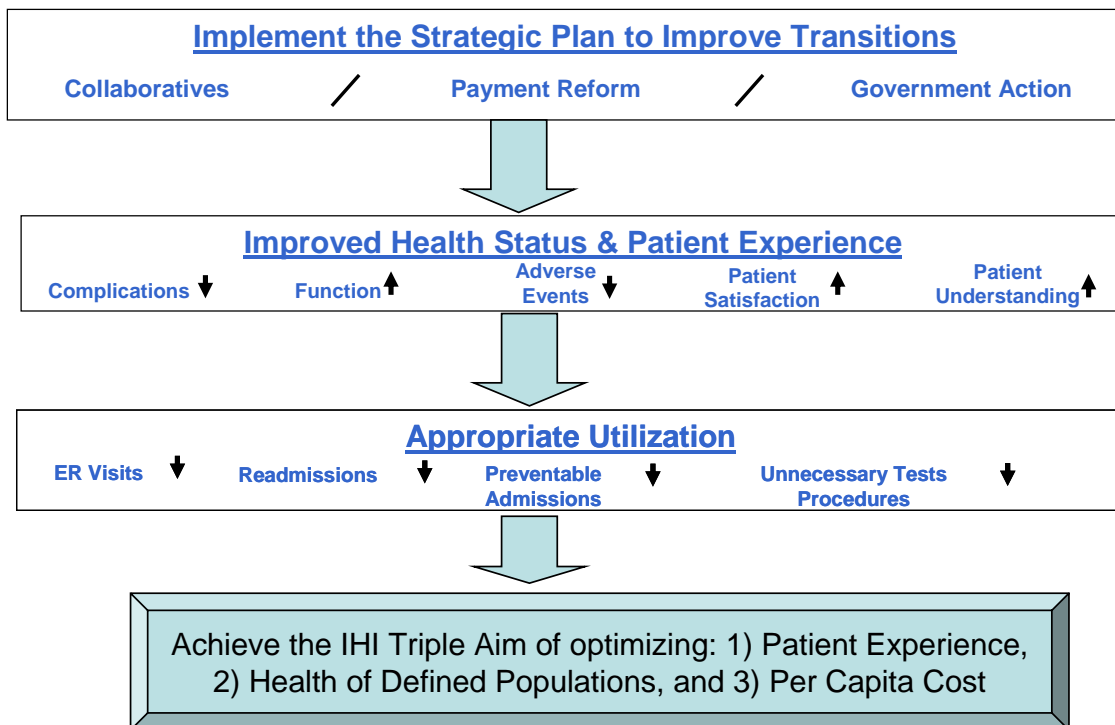 Implement the Strategic Plan to Improve Transitions
Collaboratives / Payment Reform / Government Action
Improved Health Status & Patient Experience
Complications Function Adverse Events Patient Satisfaction Patient Understanding
Appropriate Utilization
ER Visits Readmissions Preventable Admissions Unnecessary Tests Procedures
Achieve the IHI Triple Aim of optimizing: 1) Patient Experience,
2) Health of Defined Populations, and 3) Per Capita Cost